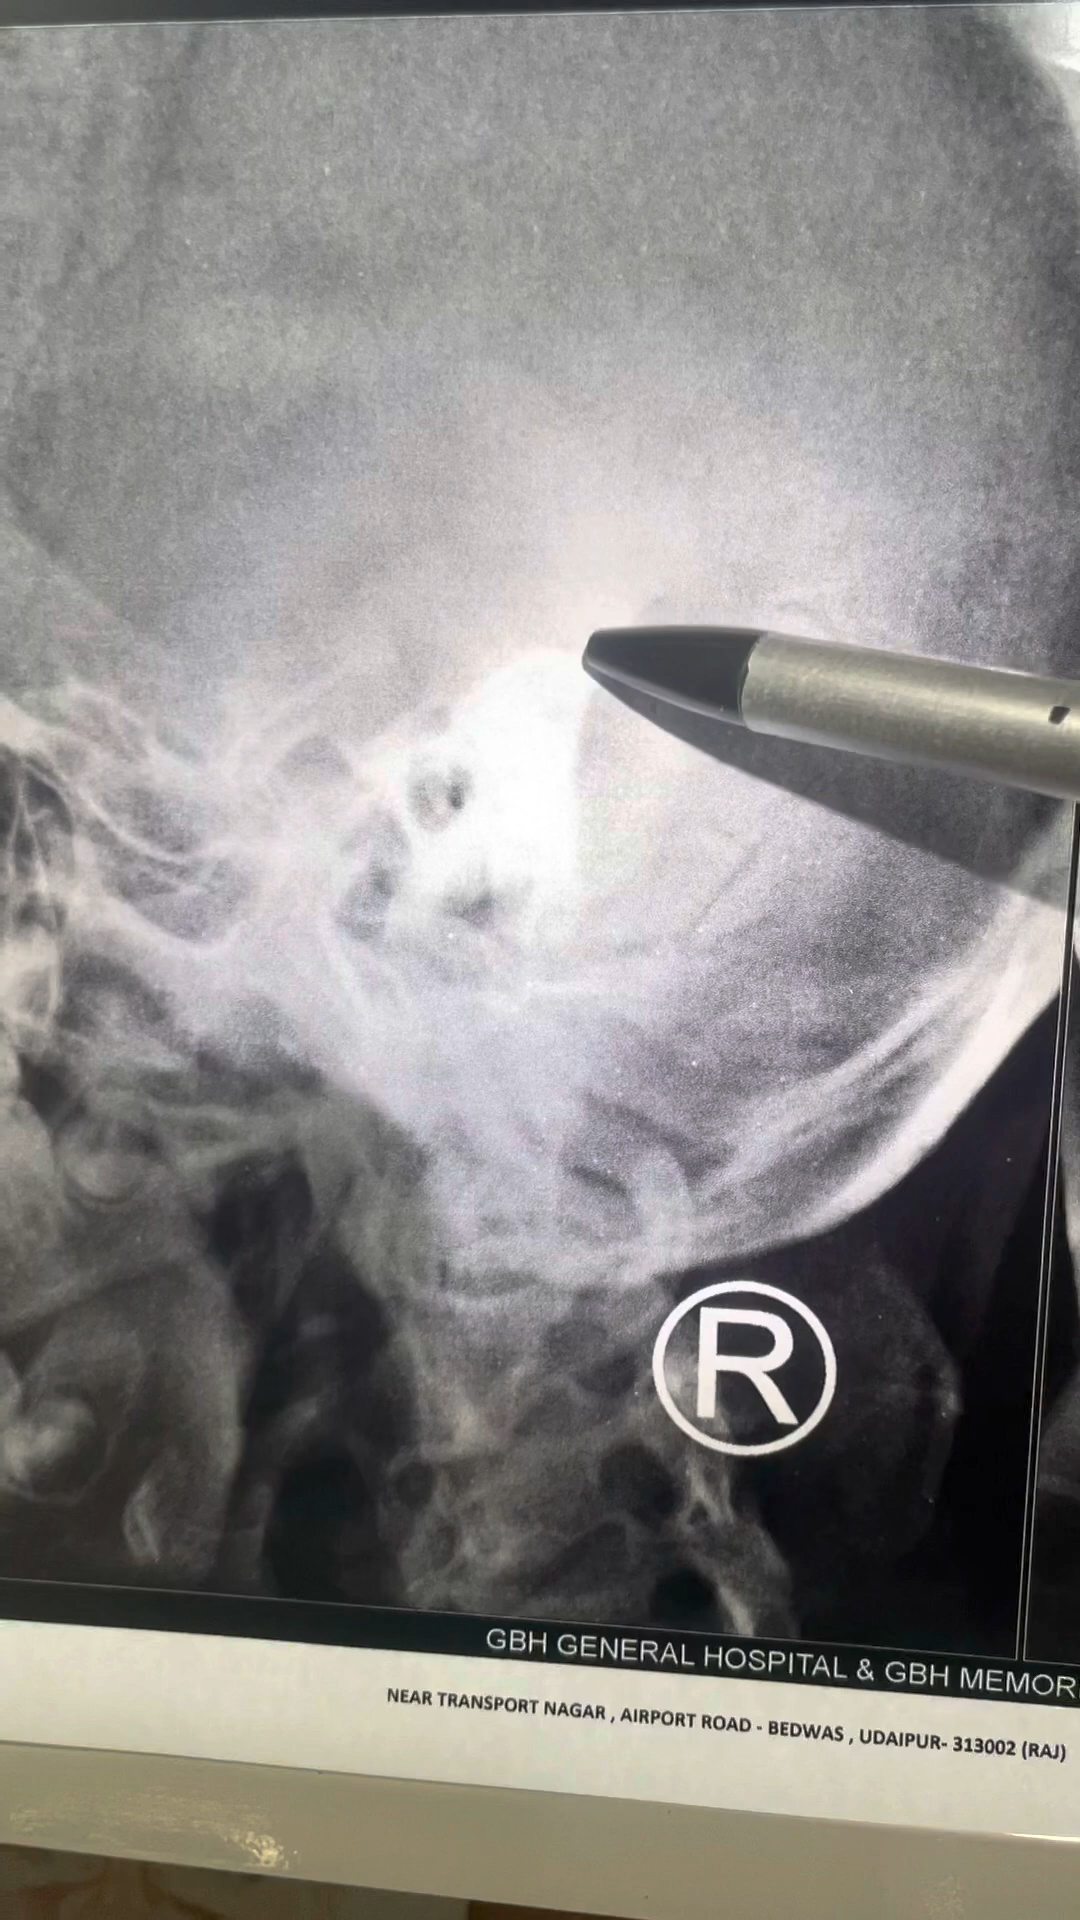 R
GBH GENERAL HOSPITAL & GBH MEMOR
NEAR TRANSPORT NAGAR , AIRPORT ROAD - BEDWAS , UDAIPUR- 313002 (RAJ)